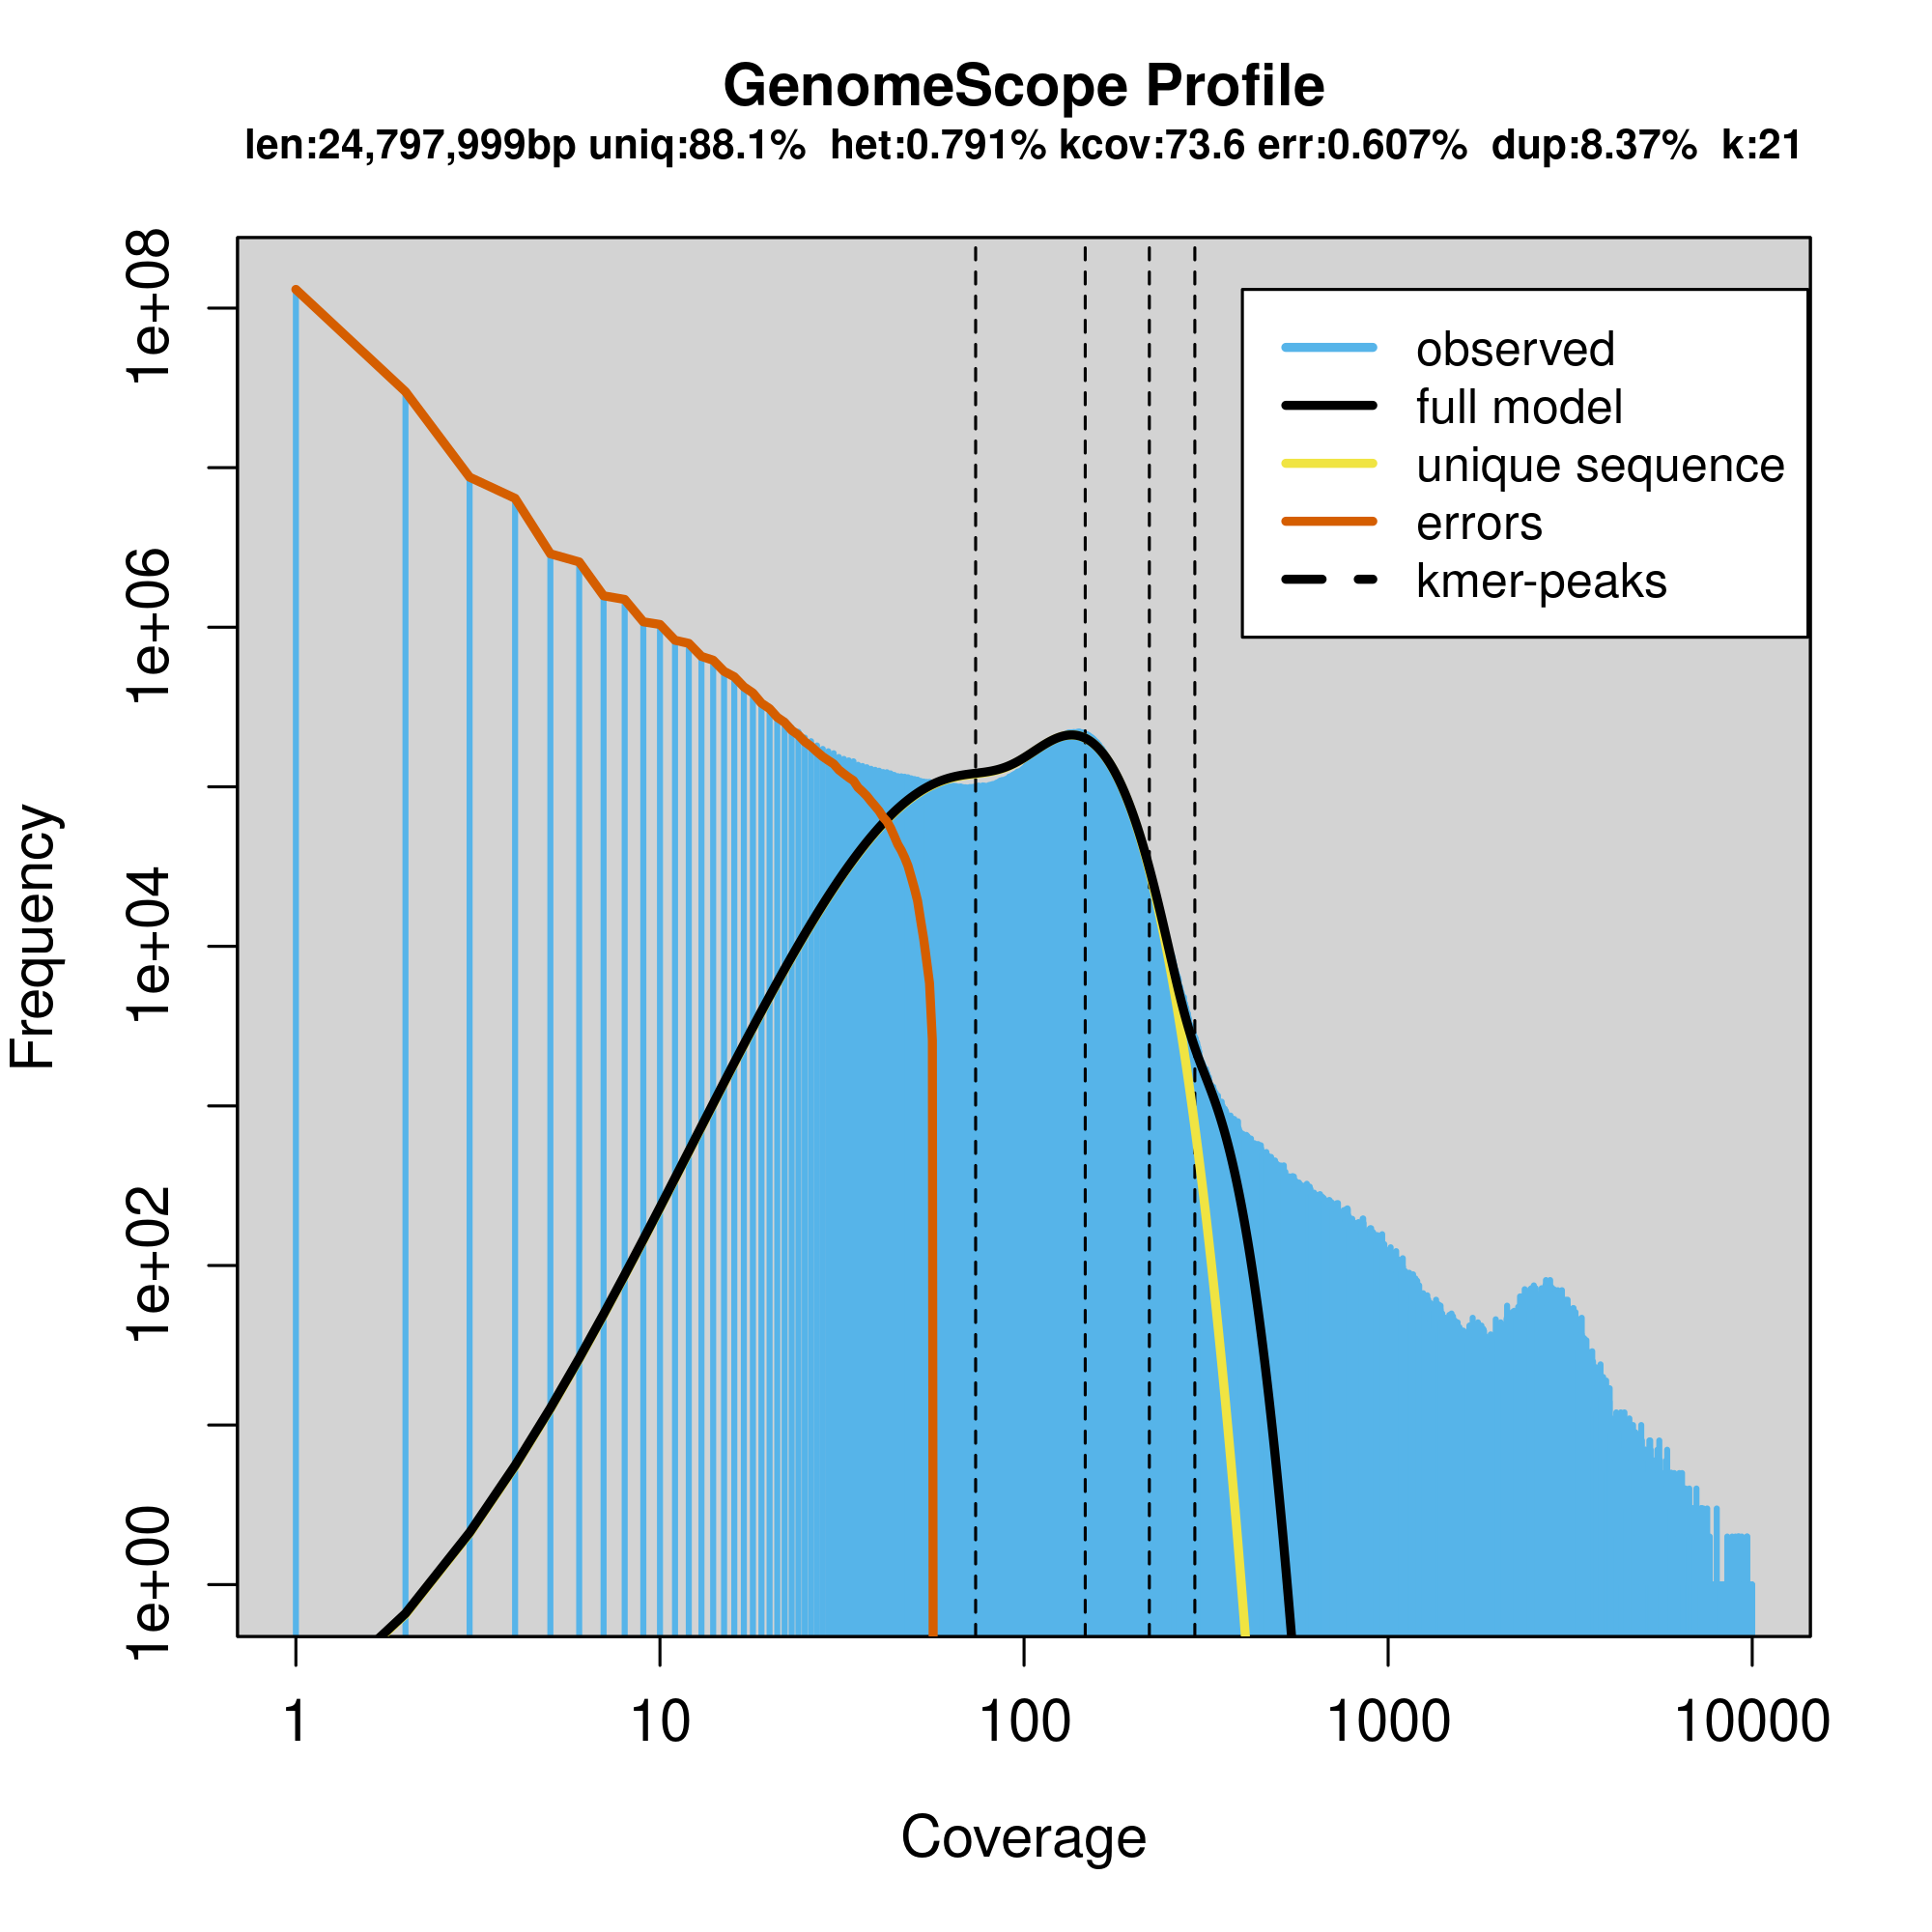 GenomeScope Profile
len:24,797,999bp uniq:88.1% het:0.791% kcov:73.6 err:0.607% dup:8.37% k:21
observed
full model
unique sequence
errors
kmer-peaks
Frequency
1e+08
1e+06
1e+04
1e+02
1e+00
1 10 100 1000 10000
Coverage